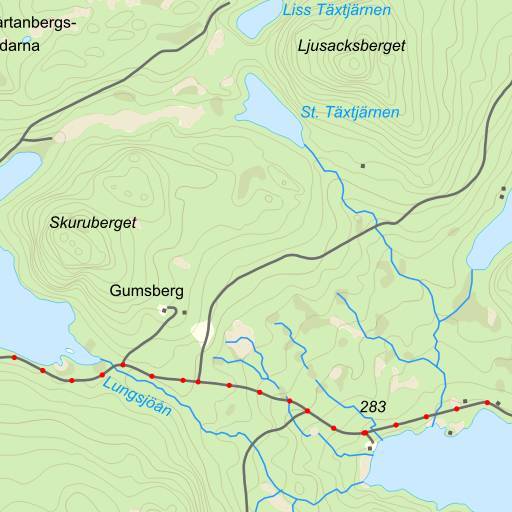 Liss Täxtjärnen
artanbergs-
darna
Ljusacksberget
St. Täxtjärnen
Skuruberget
Gumsberg
Lungsjöån
283